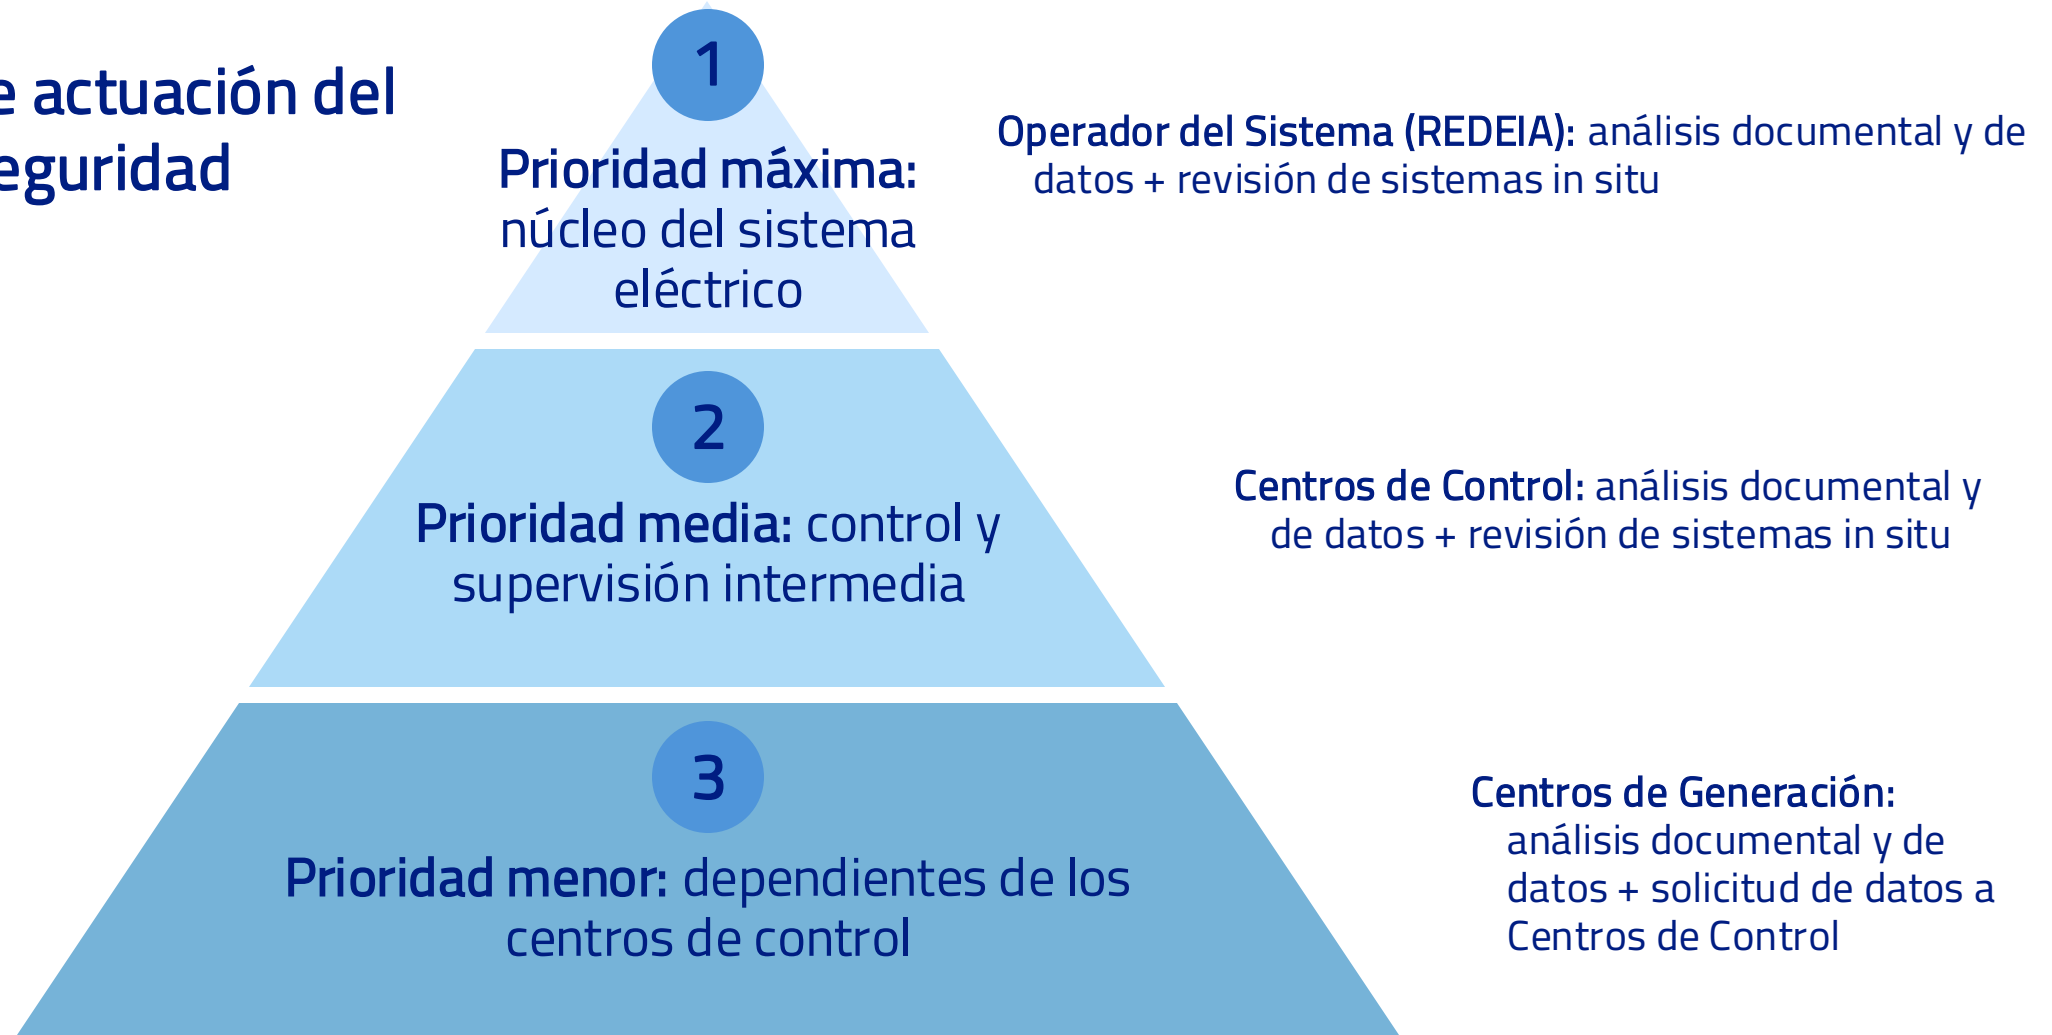 e actuación del
eguridad
1
Prioridad máxima:
núcleo del sistema
eléctrico
Operador del Sistema (REDEIA): análisis documental y de
datos + revisión de sistemas in situ
2
Prioridad media: control y
supervisión intermedia
Centros de Control: análisis documental y
de datos + revisión de sistemas in situ
3
Prioridad menor: dependientes de los
centros de control
Centros de Generación:
análisis documental y de
datos + solicitud de datos a
Centros de Control